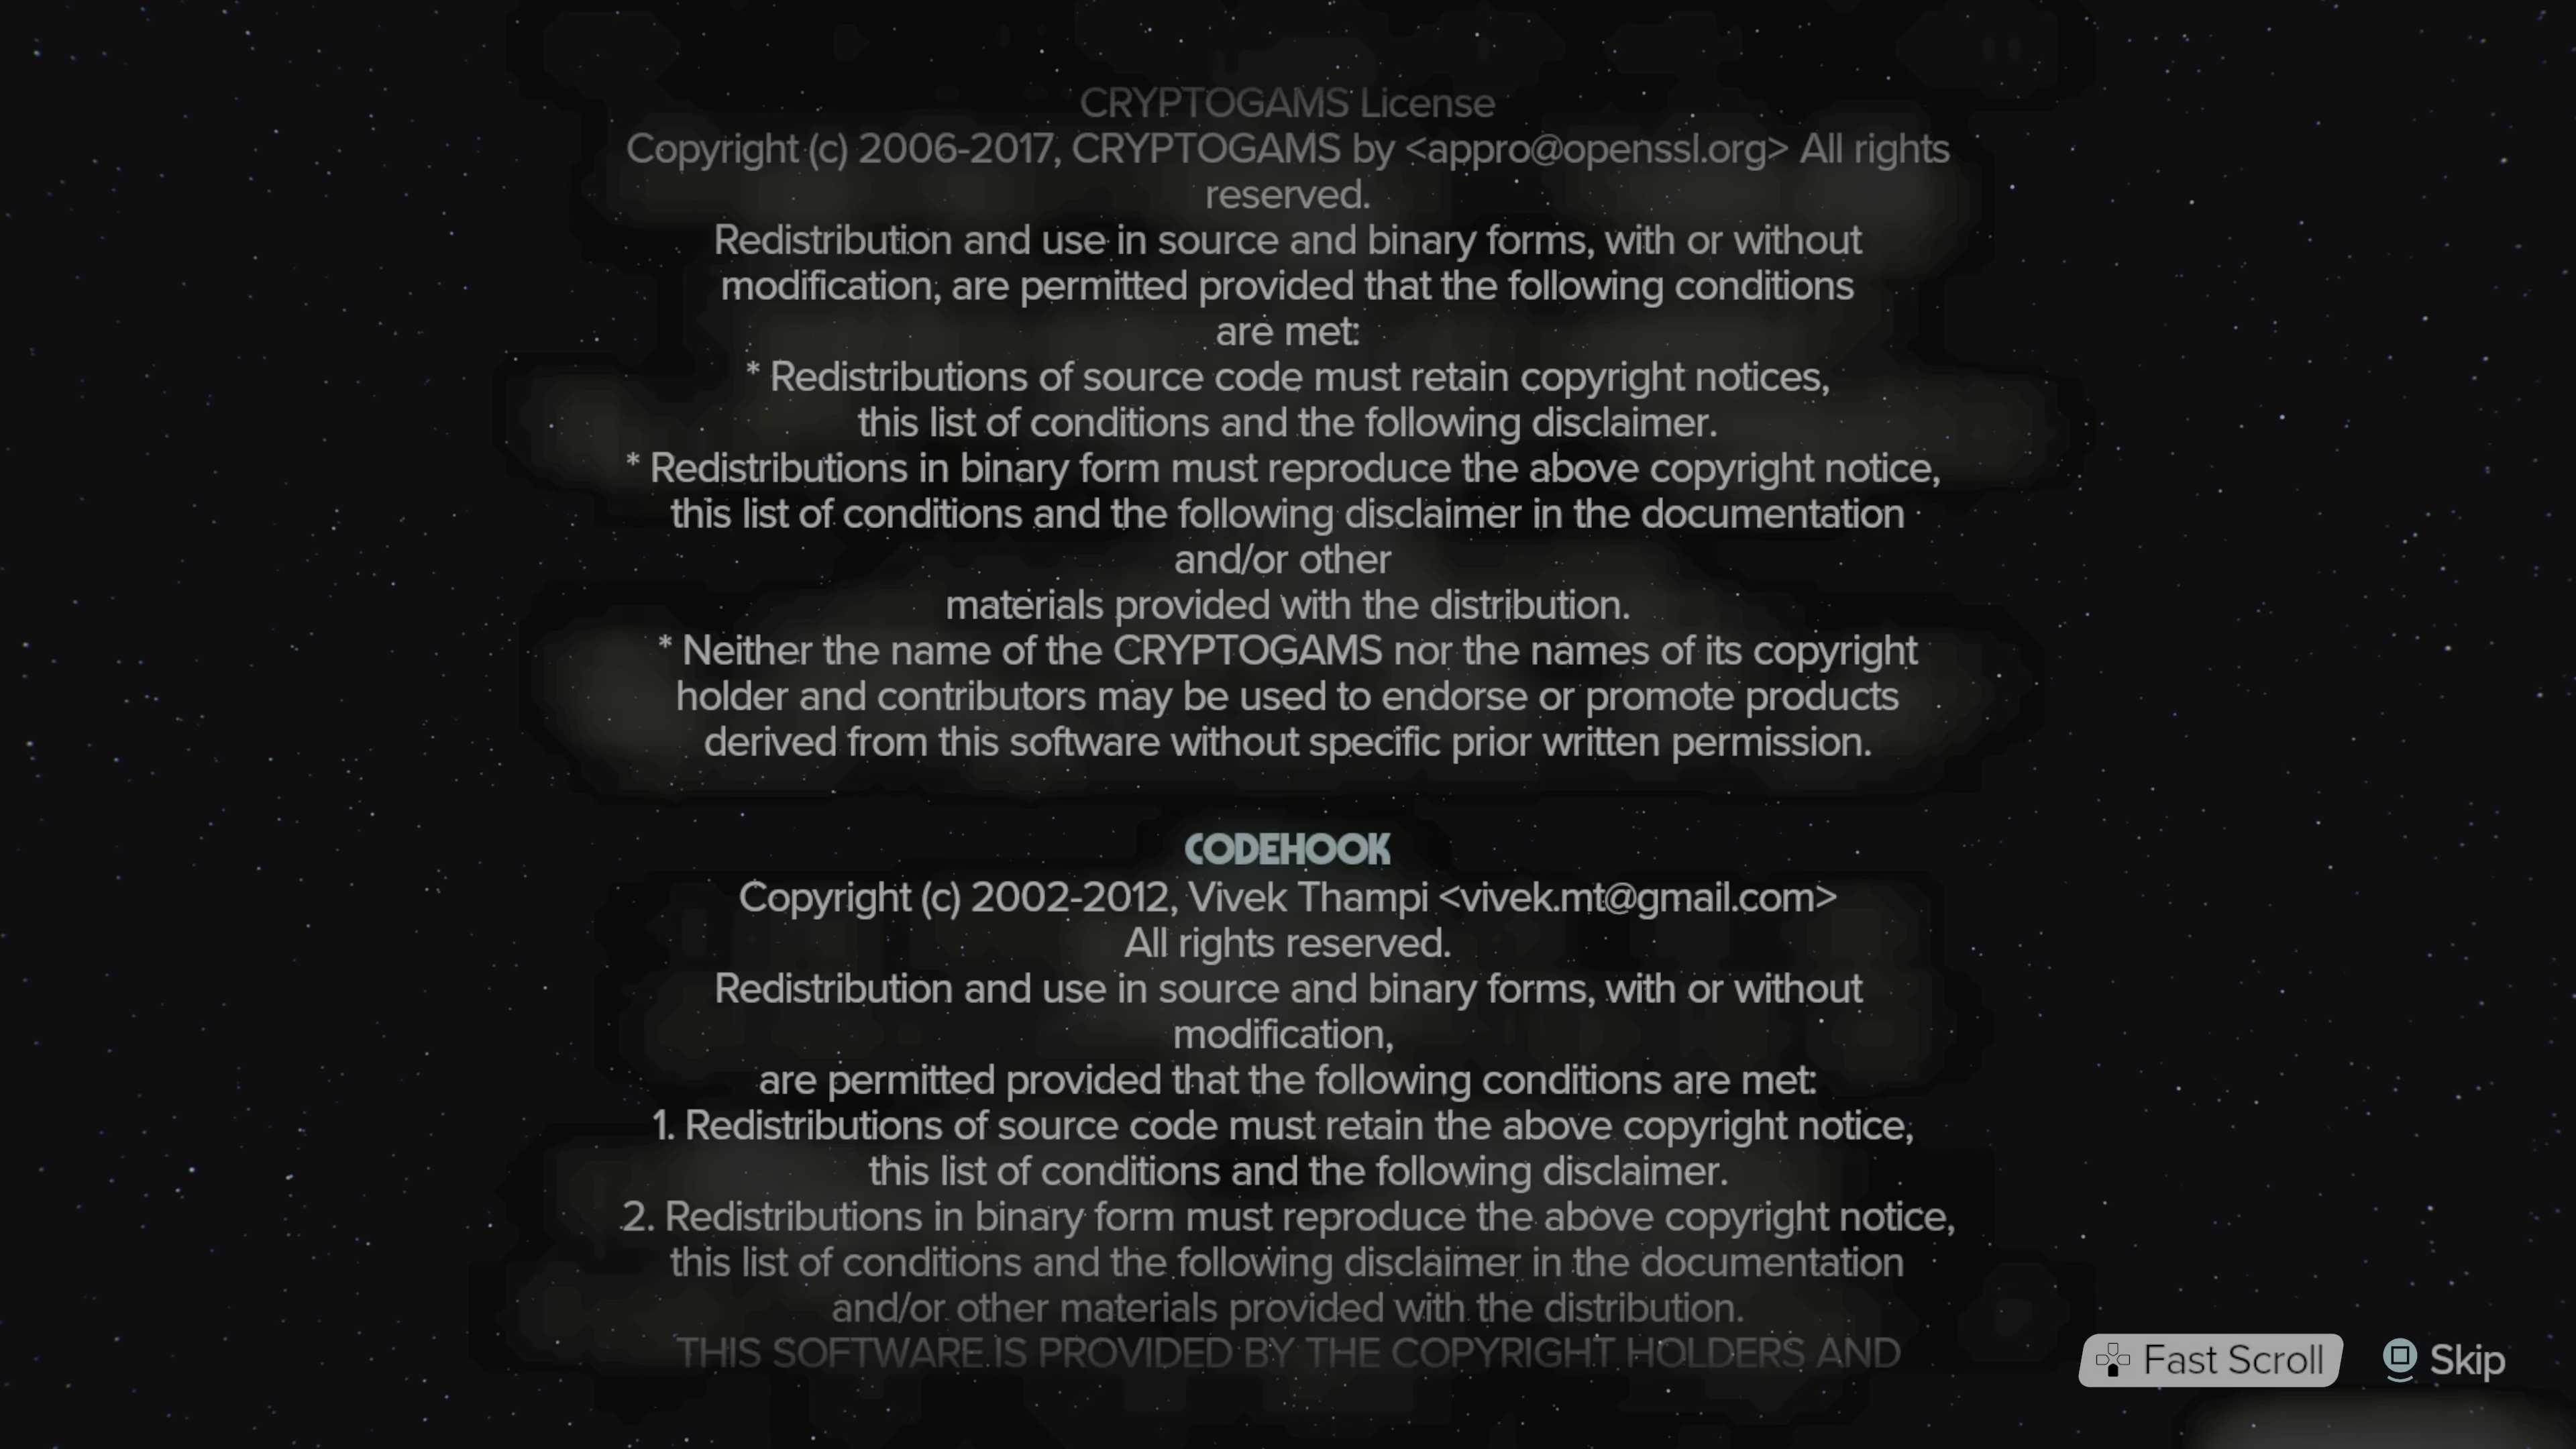 CRYPTOGAMS License
Copyright (c) 2006-2017, CRYPTOGAMS by <appro@openssl.org> All rights
reserved.
Redistribution and use in source and binary forms, with or without
modification, are permitted provided that the following conditions
are met:
* Redistributions of source code must retain copyright notices,
this list of conditions and the following disclaimer.
* Redistributions in binary form must reproduce the above copyright notice,
this list of conditions and the following disclaimer in the documentation
and/or other
materials provided with the distribution.
* Neither the name of the CRYPTOGAMS nor the names of its copyright
holder and contributors may be used to endorse or promote products
derived from this software without specific prior written permission.
CODEHOOK
Copyright (c) 2002-2012, Vivek Thampi <vivek.mt@gmail.com>
All rights reserved.
Redistribution and use in source and binary forms, with or without
modification,
are permitted provided that the following conditions are met:
1. Redistributions of source code must retain the above copyright notice,
this list of conditions and the following disclaimer.
2. Redistributions in binary form must reproduce the above copyright notice,
this list of conditions and the following disclaimer in the documentation
and/or other materials provided with the distribution.
THIS SOFTWARE IS PROVIDED BY THE COPYRIGHT HOLDERS AND
Fast Scroll
Skip